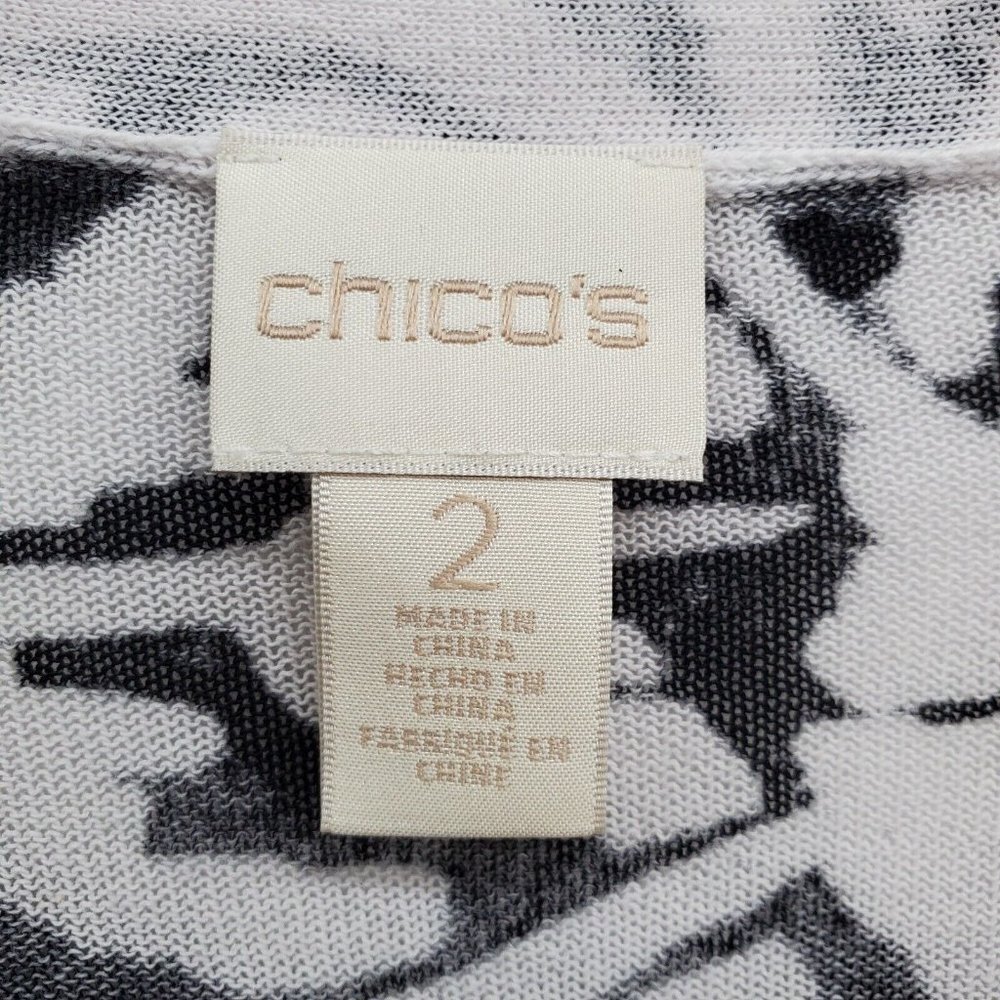 chico's
2
MADE IN
CHINA
HECHO EN
CHINA
FABRIQUÉ EN
CHINE